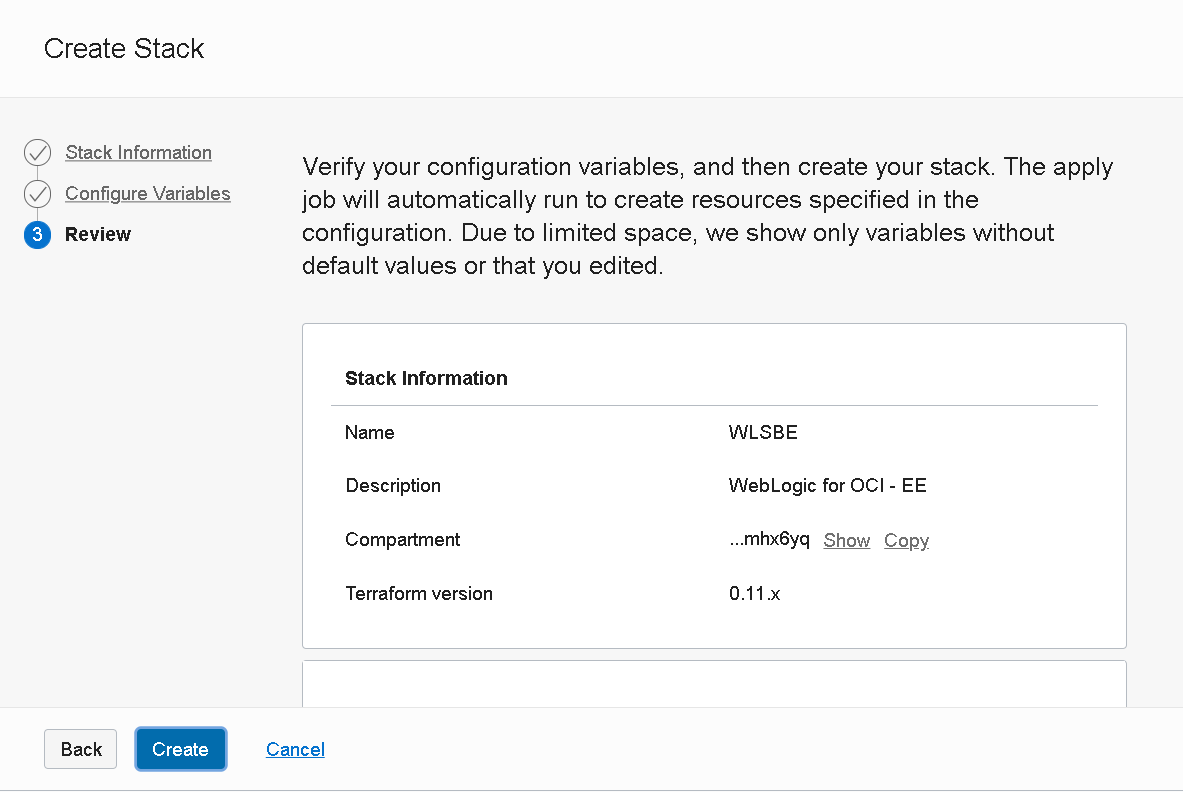 Create Stack
Stack Information
Configure Variables
3 Review
Verify your configuration variables, and then create your stack. The apply
job will automatically run to create resources specified in the
configuration. Due to limited space, we show only variables without
default values or that you edited.
Stack Information
Name WLSBE
Description WebLogic for OCI - EE
Compartment ...mhx6yq Show Copy
Terraform version 0.11.x
Back Create Cancel